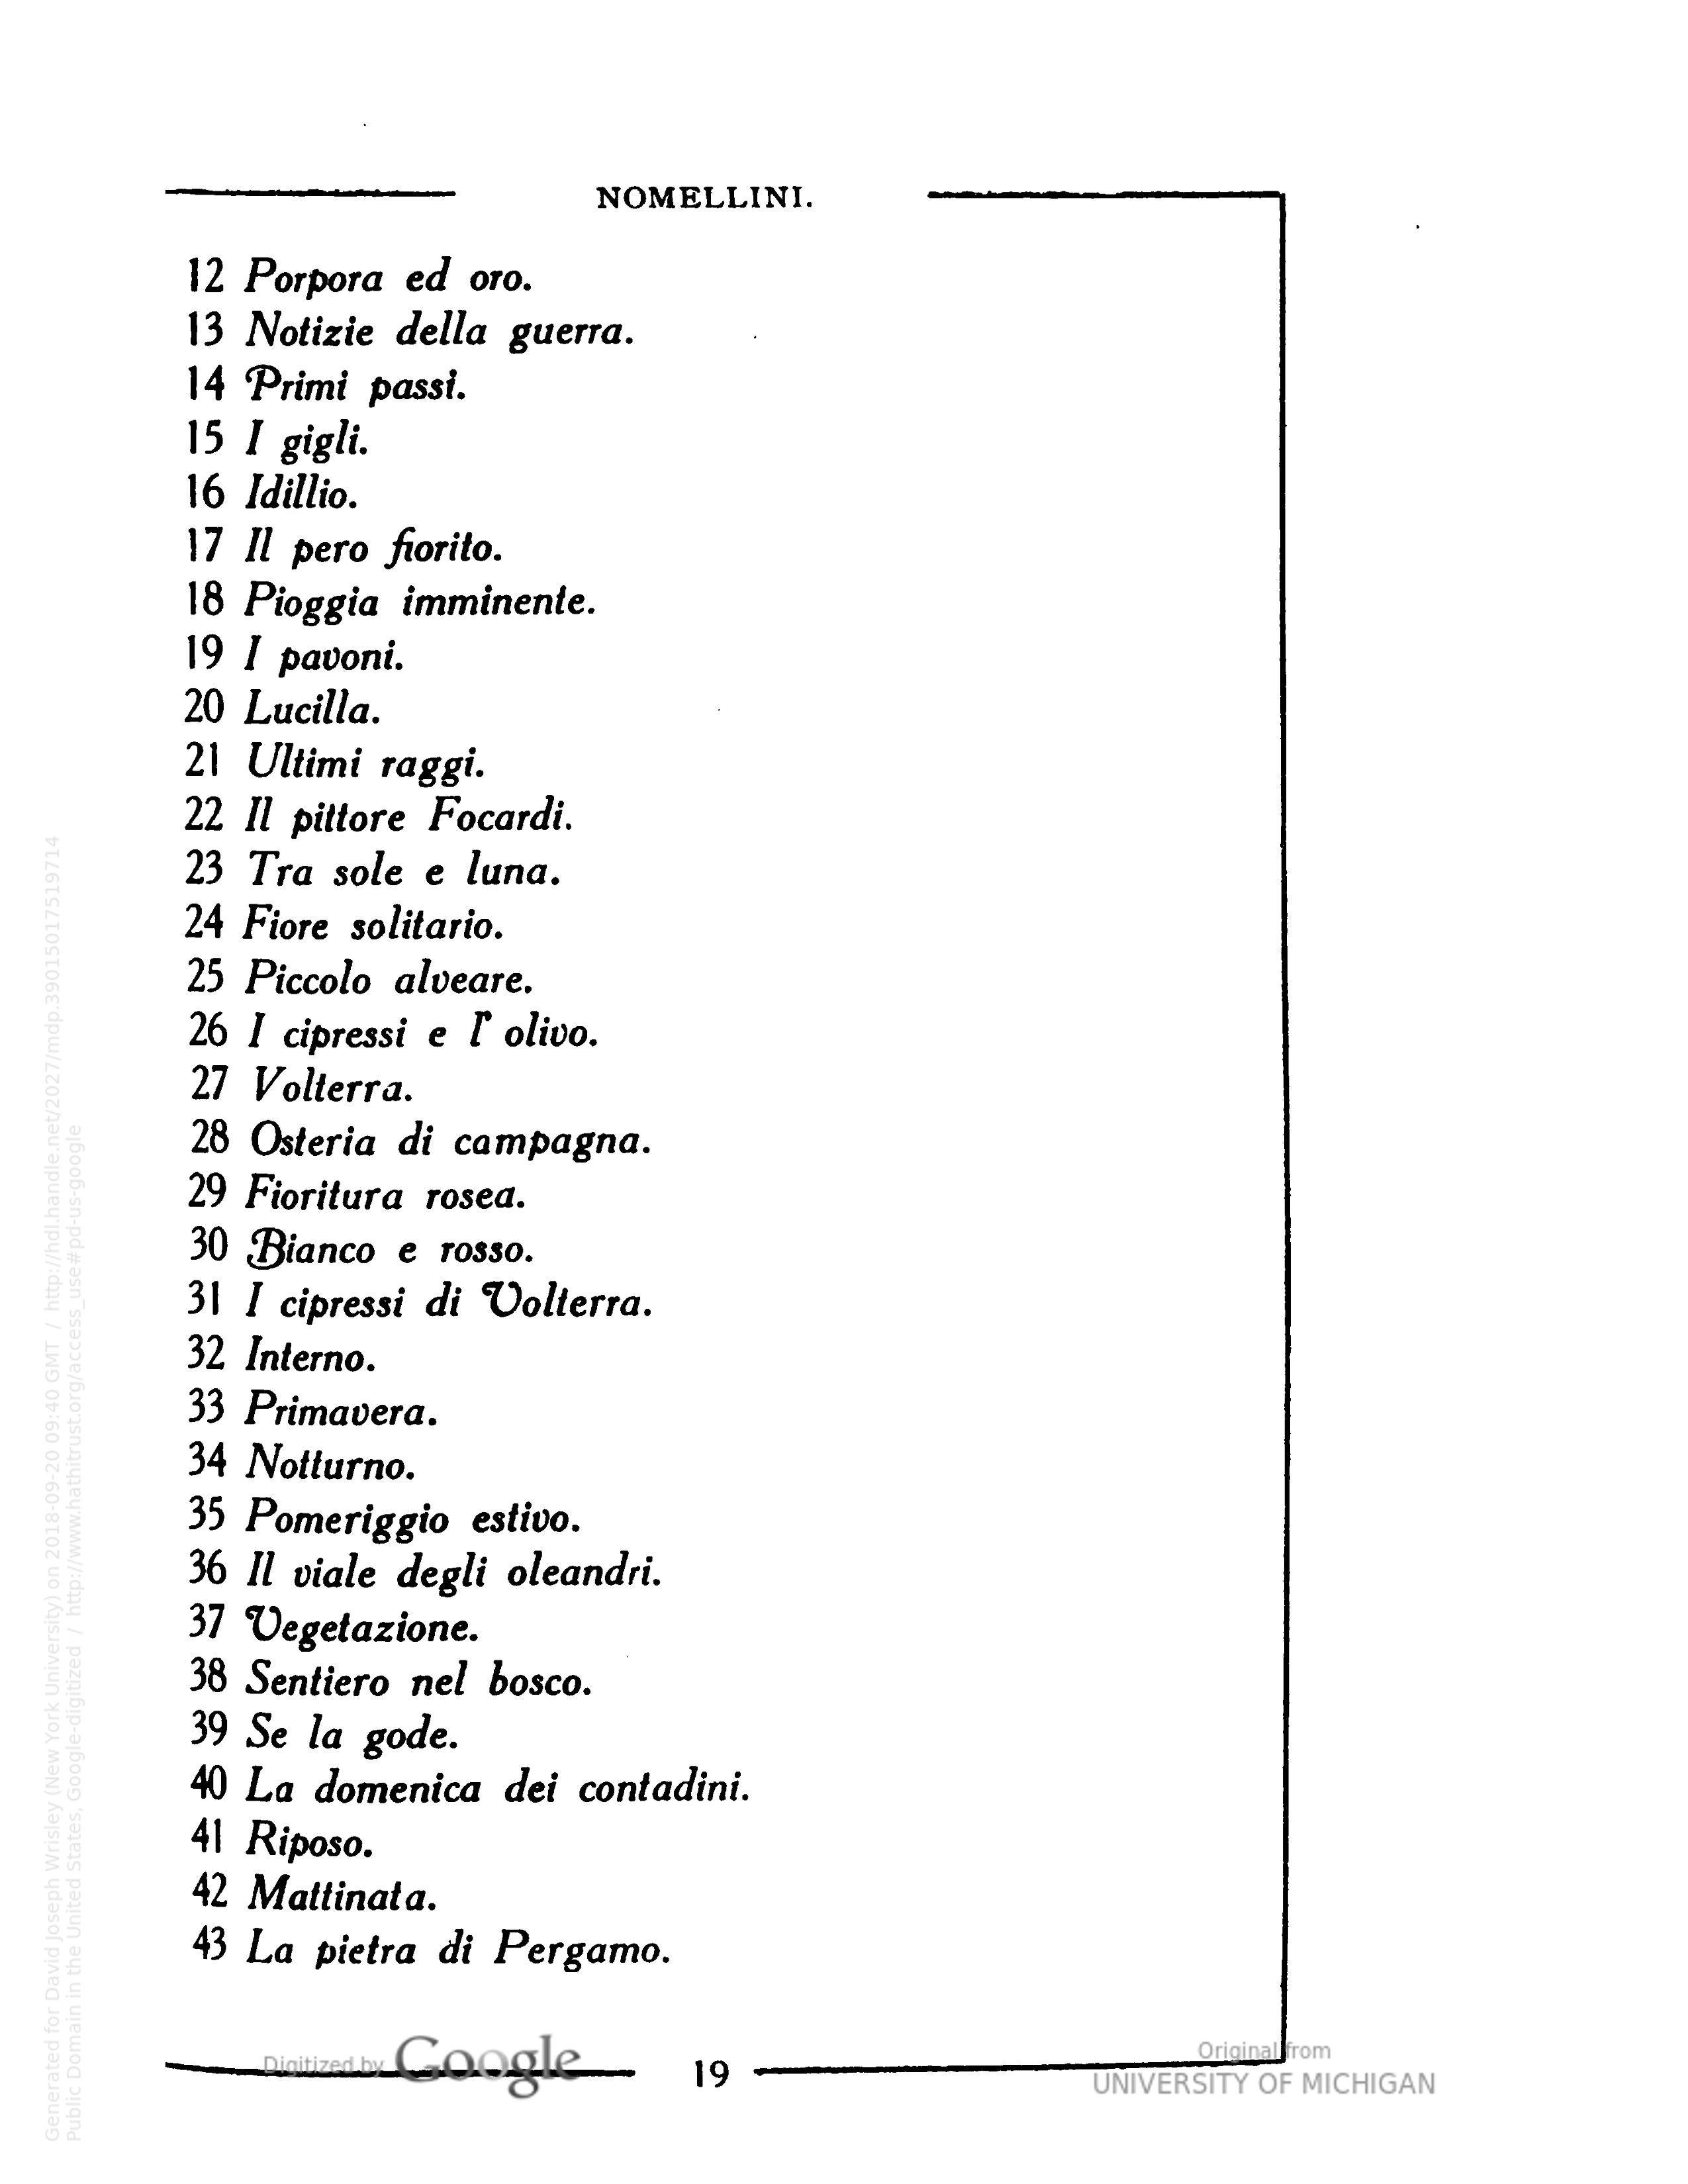 NOMELLINI.
12 Porpora ed oro.
13 Notizie della guerra.
14 Primi passi.
15 I gigli.
16 Idillio.
17 Il pero fiorito.
18 Pioggia imminente.
19 I pavoni.
20 Lucilla.
21 Ultimi raggi.
22 Il pittore Focardi.
23 Tra sole e luna.
24 Fiore solitario.
25 Piccolo alveare.
26 I cipressi e l' olivo.
27 Volterra.
28 Osteria di campagna.
29 Fioritura rosea.
30 Bianco e rosso.
31 I cipressi di Volterra.
32 Interno.
33 Primavera.
34 Notturno.
35 Pomeriggio estivo.
36 Il viale degli oleandri.
37 Vegetazione.
38 Sentiero nel bosco.
39 Se la gode.
40 La domenica dei contadini.
41 Riposo.
42 Mattinata.
43 La pietra di Pergamo.
19
Digitized by Google
Original from
UNIVERSITY OF MICHIGAN
Generated for David Joseph Wrisley (New York University) on 2018-09-20 09:40 GMT / http://hdl.handle.net/2027/mdp.39015017519714
Public Domain in the United States, Google-digitized / http://www.hathitrust.org/access_use#pd-us-google